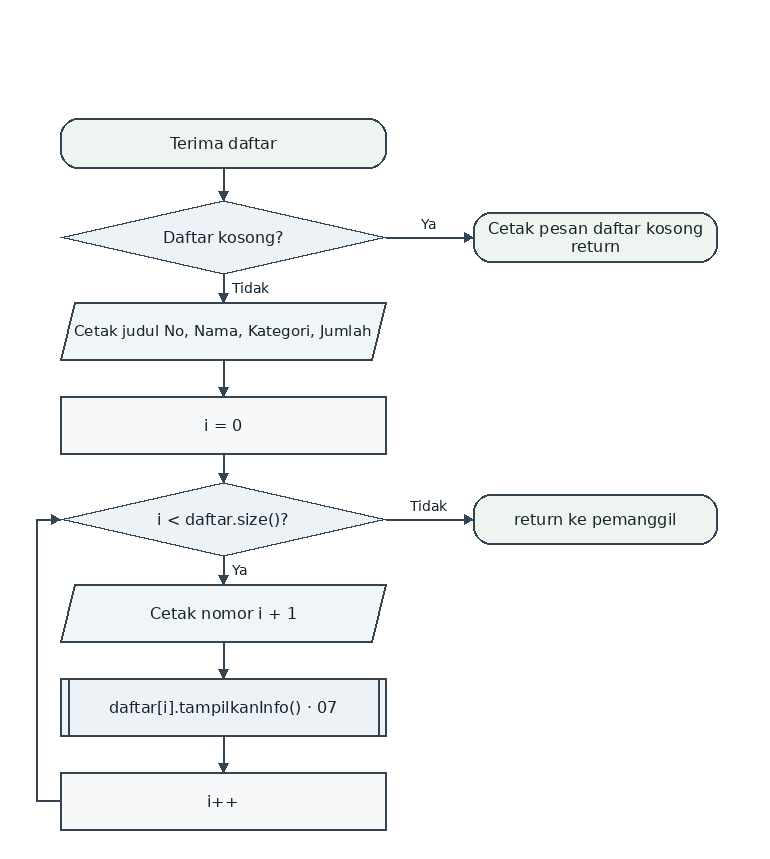 Terima daftar
Daftar kosong?
Ya
Cetak pesan daftar kosong
return
Tidak
Cetak judul No, Nama, Kategori, Jumlah
i = 0
i < daftar.size()?
Tidak
return ke pemanggil
Ya
Cetak nomor i + 1
daftar[i].tampilkanInfo() · 07
i++